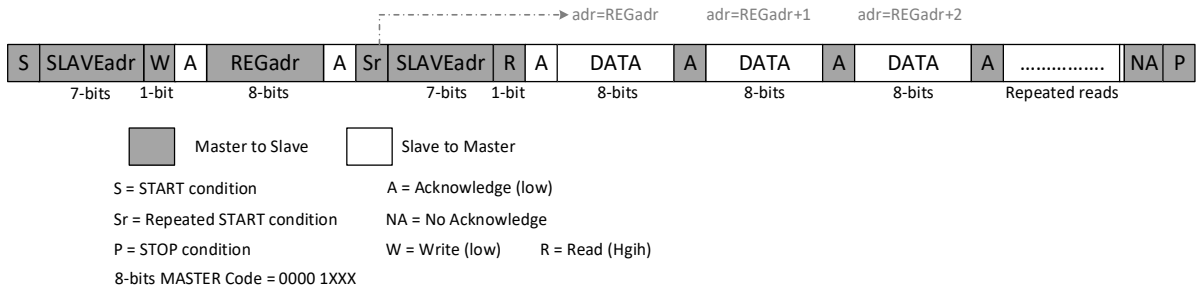 adr=REGadr adr=REGadr+1 adr=REGadr+2
S SLAVEadr W A REGadr A Sr SLAVEadr R A DATA A DATA A DATA A ................ NA P
7-bits 1-bit 8-bits 7-bit 1-bit 8-bits 8-bits 8-bits Repeated reads
Master to Slave Slave to Master
S = START condition A = Acknowledge (low)
Sr = Repeated START condition NA = No Acknowledge
P = STOP condition W = Write (low) R = Read (Hgih)
8-bits MASTER Code = 0000 1XXX